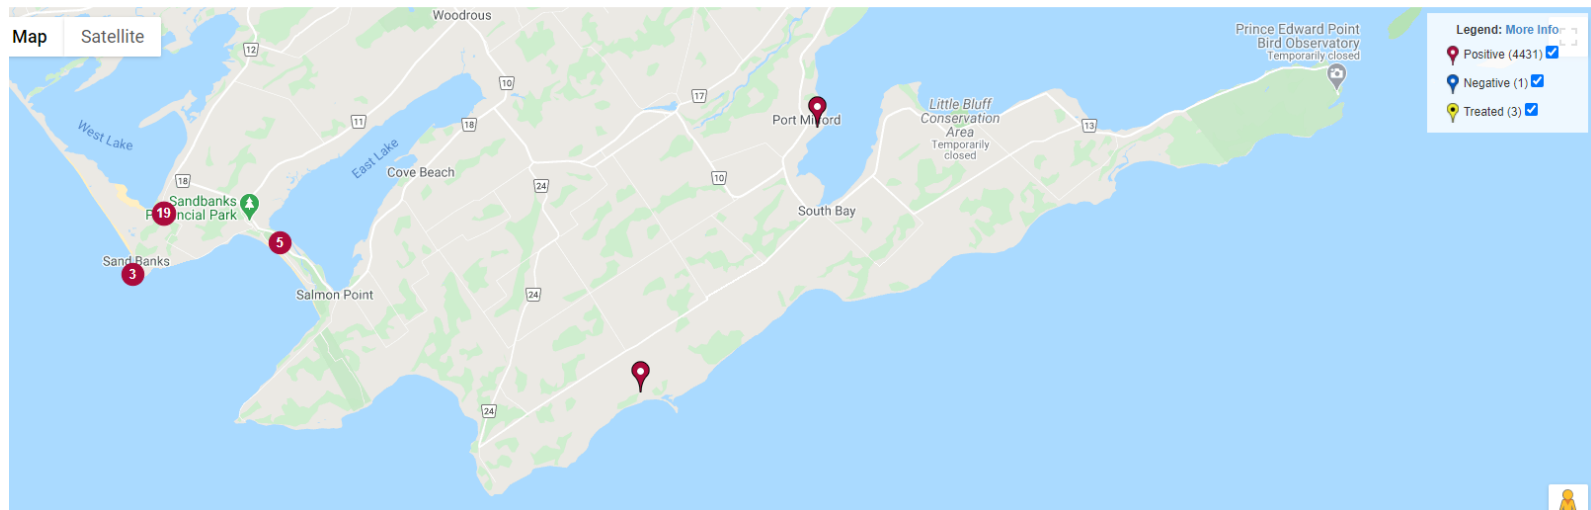 Map Satellite
Woodrous
12
10
17
11
18
West Lake
East Lake
Cove Beach
18
Sandbanks
Provincial Park
19
5
Sand Banks
3
Salmon Point
24
24
24
10
Port Milford
South Bay
Little Bluff
Conservation
Area
Temporarily
closed
13
Prince Edward Point
Bird Observatory
Temporarily closed
Legend: More Info
Positive (4431)
Negative (1)
Treated (3)